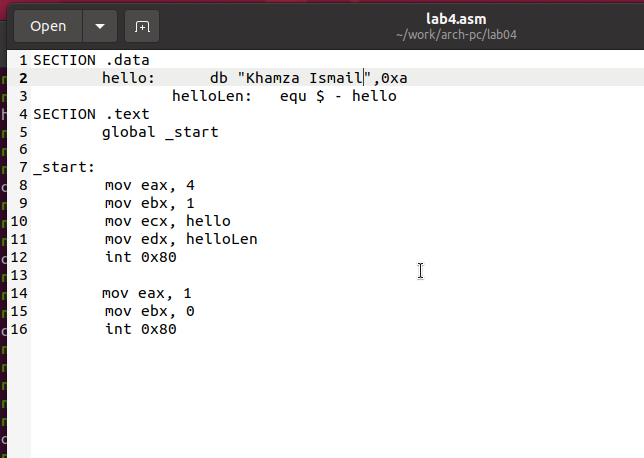 Open
lab4.asm
~/work/arch-pc/lab04
1 SECTION .data
2 hello: db "Khamza Ismail",0xa
3 helloLen: equ $ - hello
4 SECTION .text
5 global _start
6
7 _start:
8 mov eax, 4
9 mov ebx, 1
10 mov ecx, hello
11 mov edx, helloLen
12 int 0x80
13
14 mov eax, 1
15 mov ebx, 0
16 int 0x80